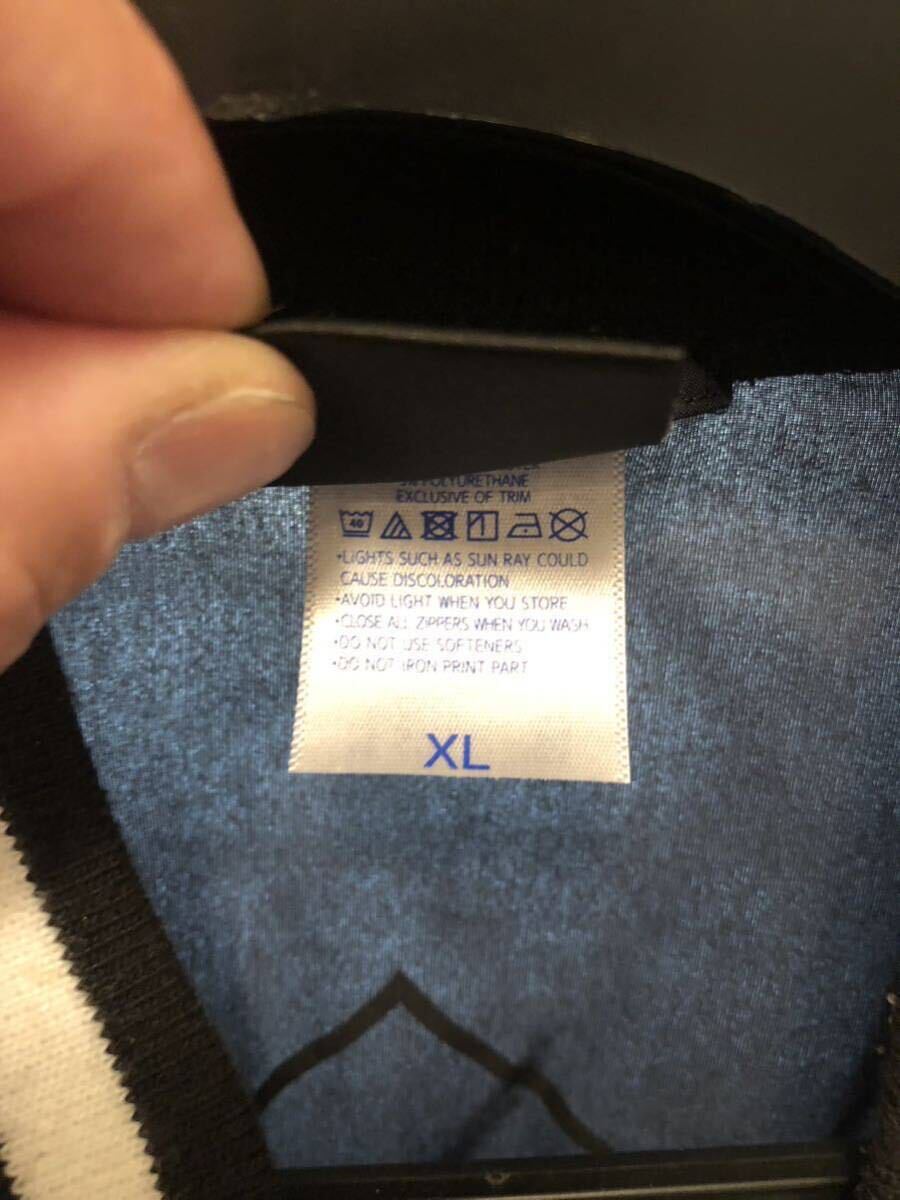 POLYURETHANE
EXCLUSIVE OF TRIM
40
•LIGHTS SUCH AS SUN RAY COULD
CAUSE DISCOLORATION
•AVOID LIGHT WHEN YOU STORE
•CLOSE ALL ZIPPERS WHEN YOU WASH
•DO NOT USE SOFTENERS
•DO NOT IRON PRINT PART
XL